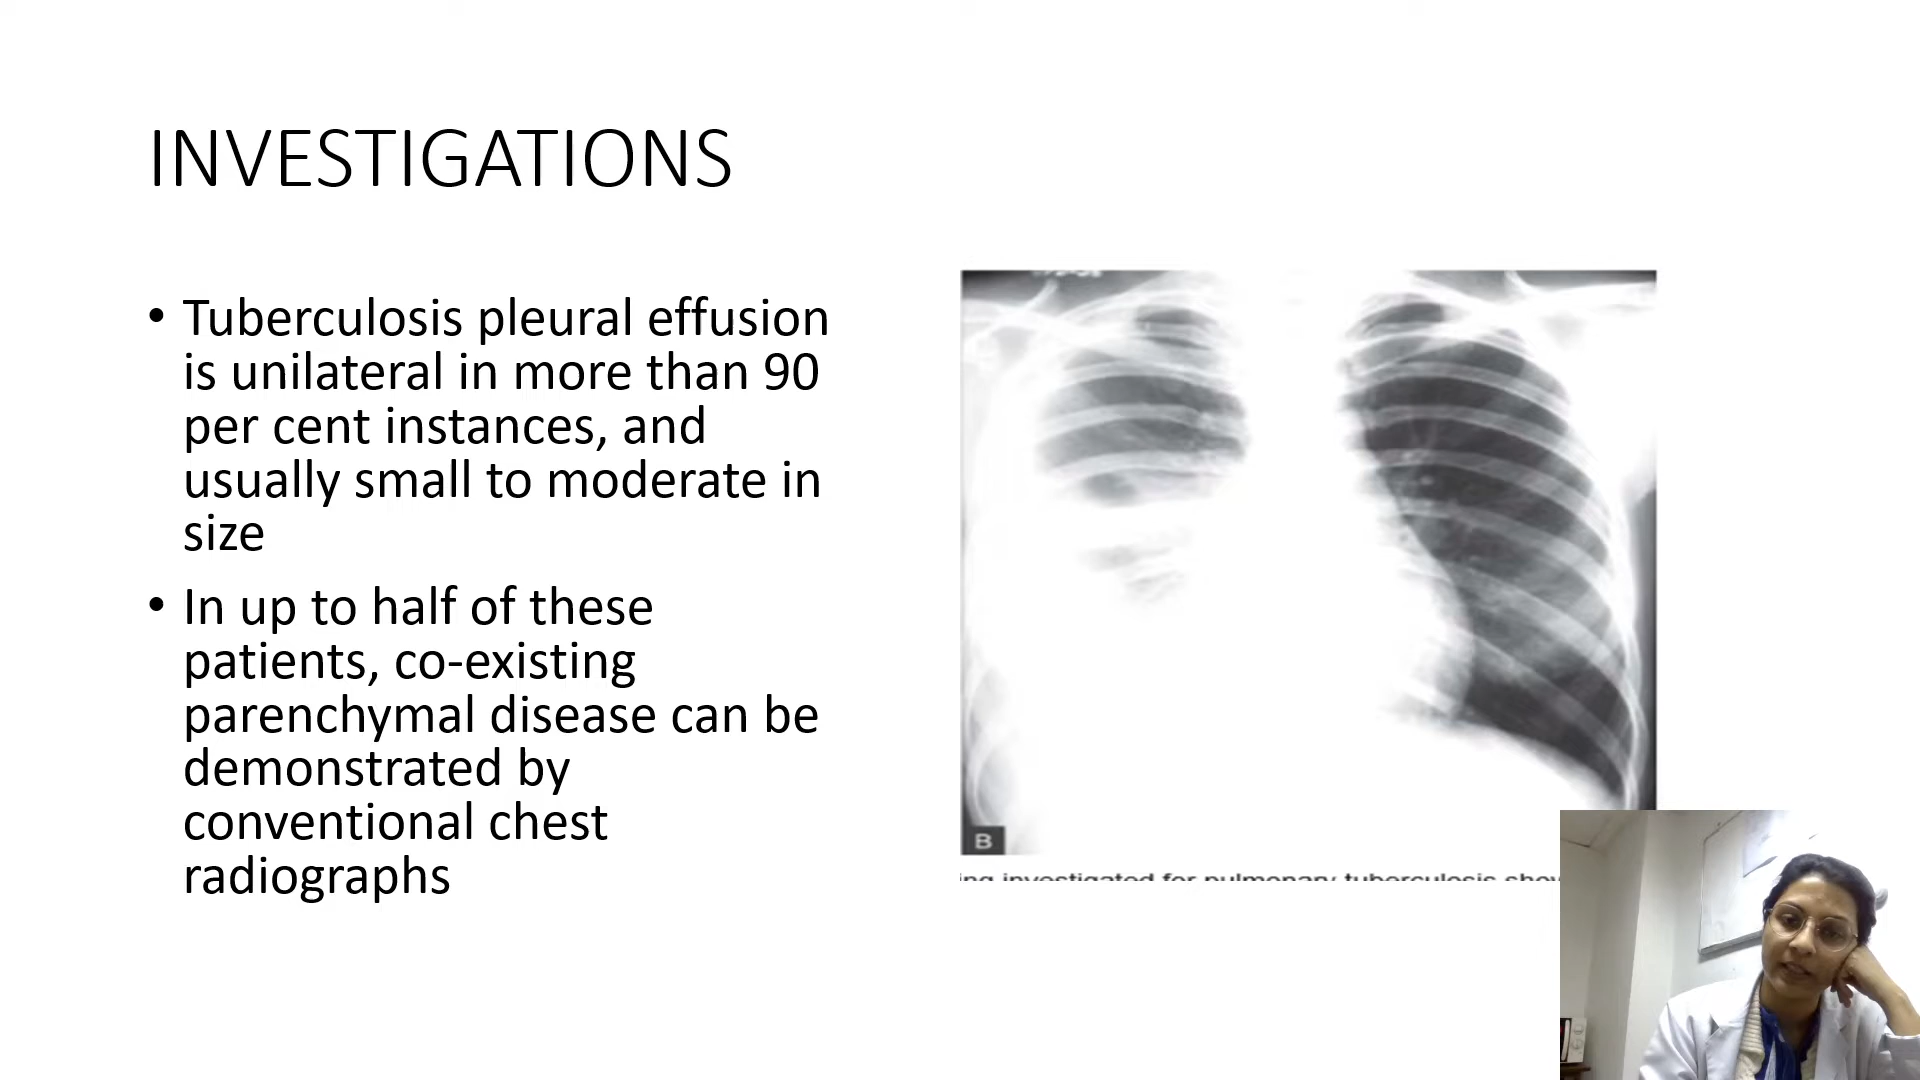 INVESTIGATIONS
• Tuberculosis pleural effusion
is unilateral in more than 90
per cent instances, and
usually small to moderate in
size
• In up to half of these
patients, co-existing
parenchymal disease can be
demonstrated by
conventional chest
radiographs
B
ing investigated for pulmonary tuberculosis show